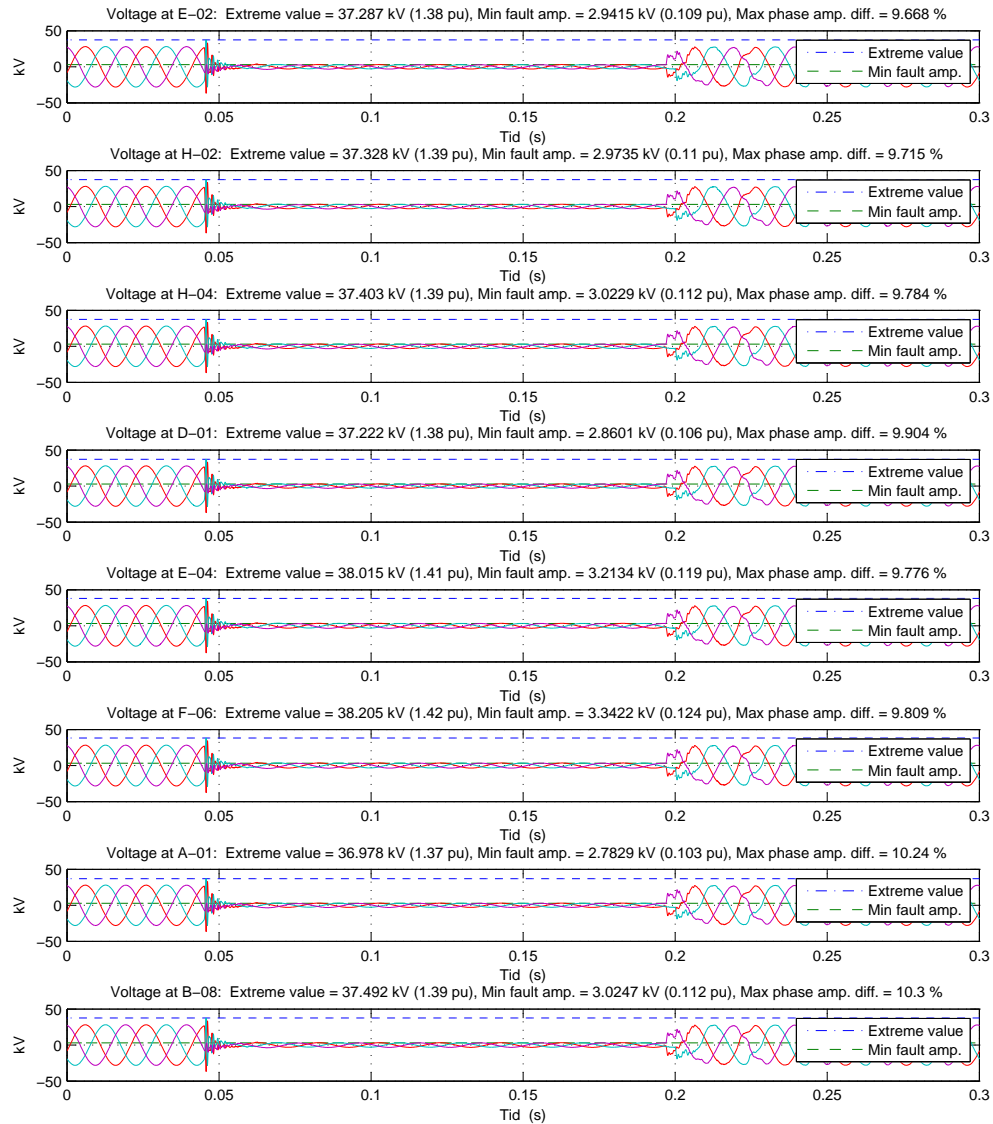 Voltage at E−02: Extreme value = 37.287 kV (1.38 pu), Min fault amp. = 2.9415 kV (0.109 pu), Max phase amp. diff. = 9.668 %
50
0
−50
kV
Extreme value
Min fault amp.
0 0.05 0.1 0.15 0.2 0.25 0.3
Tid (s)
Voltage at H−02: Extreme value = 37.328 kV (1.39 pu), Min fault amp. = 2.9735 kV (0.11 pu), Max phase amp. diff. = 9.715 %
50
0
−50
kV
Extreme value
Min fault amp.
0 0.05 0.1 0.15 0.2 0.25 0.3
Tid (s)
Voltage at H−04: Extreme value = 37.403 kV (1.39 pu), Min fault amp. = 3.0229 kV (0.112 pu), Max phase amp. diff. = 9.784 %
50
0
−50
kV
Extreme value
Min fault amp.
0 0.05 0.1 0.15 0.2 0.25 0.3
Tid (s)
Voltage at D−01: Extreme value = 37.222 kV (1.38 pu), Min fault amp. = 2.8601 kV (0.106 pu), Max phase amp. diff. = 9.904 %
50
0
−50
kV
Extreme value
Min fault amp.
0 0.05 0.1 0.15 0.2 0.25 0.3
Tid (s)
Voltage at E−04: Extreme value = 38.015 kV (1.41 pu), Min fault amp. = 3.2134 kV (0.119 pu), Max phase amp. diff. = 9.776 %
50
0
−50
kV
Extreme value
Min fault amp.
0 0.05 0.1 0.15 0.2 0.25 0.3
Tid (s)
Voltage at F−06: Extreme value = 38.205 kV (1.42 pu), Min fault amp. = 3.3422 kV (0.124 pu), Max phase amp. diff. = 9.809 %
50
0
−50
kV
Extreme value
Min fault amp.
0 0.05 0.1 0.15 0.2 0.25 0.3
Tid (s)
Voltage at A−01: Extreme value = 36.978 kV (1.37 pu), Min fault amp. = 2.7829 kV (0.103 pu), Max phase amp. diff. = 10.24 %
50
0
−50
kV
Extreme value
Min fault amp.
0 0.05 0.1 0.15 0.2 0.25 0.3
Tid (s)
Voltage at B−08: Extreme value = 37.492 kV (1.39 pu), Min fault amp. = 3.0247 kV (0.112 pu), Max phase amp. diff. = 10.3 %
50
0
−50
kV
Extreme value
Min fault amp.
0 0.05 0.1 0.15 0.2 0.25 0.3
Tid (s)